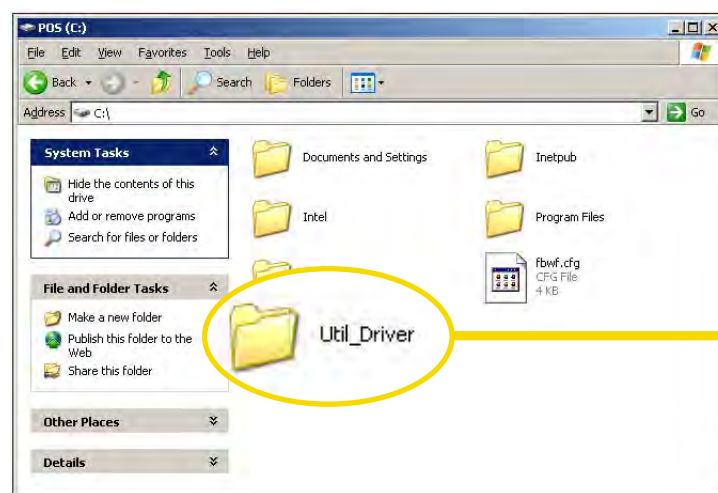 POS (C:)
File Edit View Favorites Tools Help
Back Search Folders
Address C:\ Go
System Tasks
Hide the contents of this
drive
Add or remove programs
Search for files or folders
File and Folder Tasks
Make a new folder
Publish this folder to the
Web
Share this folder
Other Places
Details
Documents and Settings
Inetpub
Intel
Program Files
fbwf.cfg
CFG File
4 KB
Util_Driver